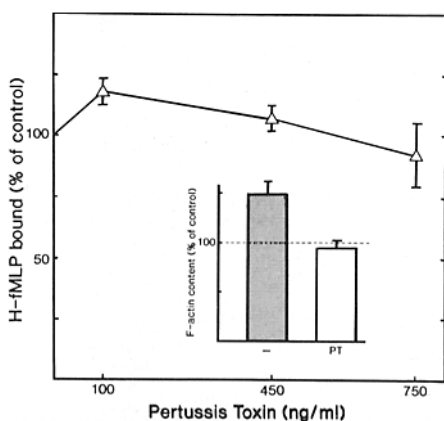 H-fMLP bound (% of control)
100
50
F-actin content (% of control)
100
–
PT
100
450
750
Pertussis Toxin (ng/ml)